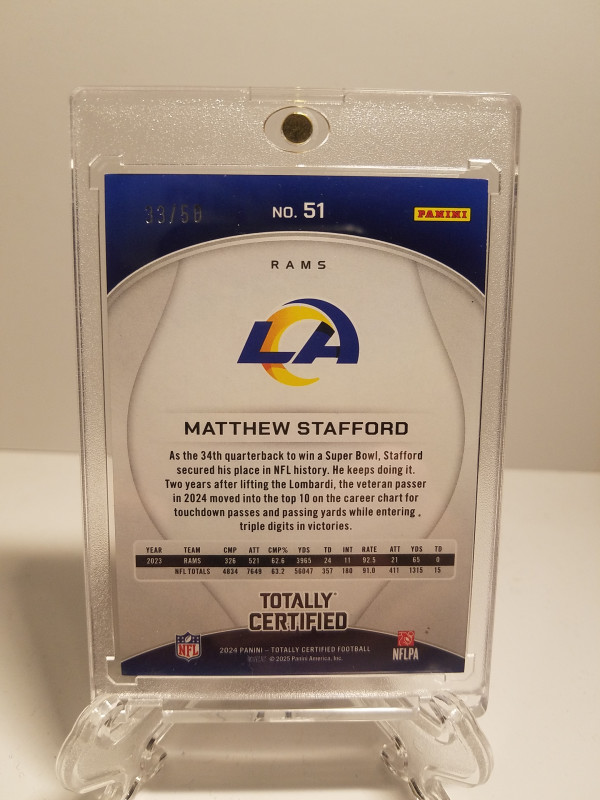 33/50
NO. 51
PANINI
RAMS
LA
MATTHEW STAFFORD
As the 34th quarterback to win a Super Bowl, Stafford
secured his place in NFL history. He keeps doing it.
Two years after lifting the Lombardi, the veteran passer
in 2024 moved into the top 10 on the career chart for
touchdown passes and passing yards while entering
triple digits in victories.
YEAR TEAM CMP ATT CMP% YDS TD INT RATE ATT YDS TD
2023 RAMS 326 521 62.6 3965 24 11 92.5 21 65 0
NFL TOTALS 4834 7649 63.2 56047 357 180 91.0 411 1315 15
TOTALLY
CERTIFIED
NFL
2024 PANINI – TOTALLY CERTIFIED FOOTBALL
© 2025 Panini America, Inc.
NFLPA